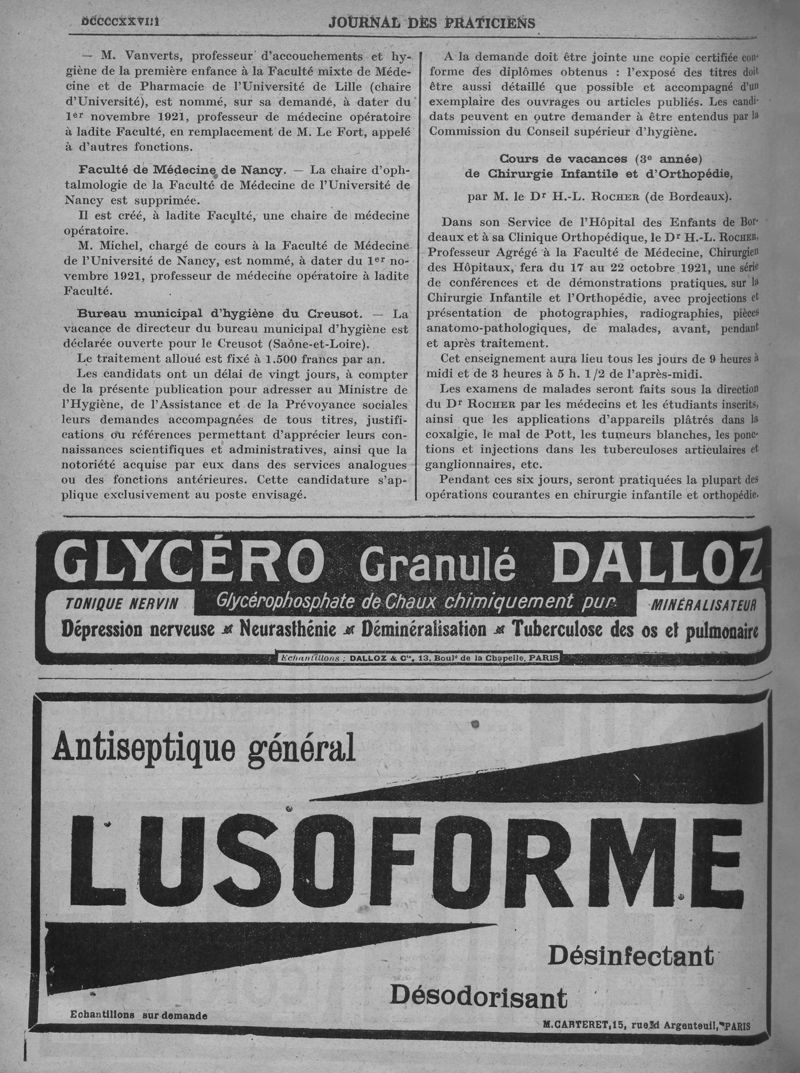 DCCCCXXVIII
JOURNAL DES PRATICIENS
— M. Vanverts, professeur d'accouchements et hy-
giène de la première enfance à la Faculté mixte de Méde-
cine et de Pharmacie de l'Université de Lille (chaire
d'Université), est nommé, sur sa demande, à dater du
1er novembre 1921, professeur de médecine opératoire
à ladite Faculté, en remplacement de M. Le Fort, appelé
à d'autres fonctions.
Faculté de Médecine de Nancy. — La chaire d'oph-
talmologie de la Faculté de Médecine de l'Université de
Nancy est supprimée.
Il est créé, à ladite Faculté, une chaire de médecine
opératoire.
M. Michel, chargé de cours à la Faculté de Médecine
de l'Université de Nancy, est nommé, à dater du 1er no-
vembre 1921, professeur de médecine opératoire à ladite
Faculté.
Bureau municipal d'hygiène du Creusot. — La
vacance de directeur du bureau municipal d'hygiène est
déclarée ouverte pour le Creusot (Saône-et-Loire).
Le traitement alloué est fixé à 1.500 francs par an.
Les candidats ont un délai de vingt jours, à compter
de la présente publication pour adresser au Ministre de
l'Hygiène, de l'Assistance et de la Prévoyance sociales
leurs demandes accompagnées de tous titres, justifi-
cations ou références permettant d'apprécier leurs con-
naissances scientifiques et administratives, ainsi que la
notoriété acquise par eux dans des services analogues
ou des fonctions antérieures. Cette candidature s'ap-
plique exclusivement au poste envisagé.
A la demande doit être jointe une copie certifiée con-
forme des diplômes obtenus : l'exposé des titres doit
être aussi détaillé que possible et accompagné d'un
exemplaire des ouvrages ou articles publiés. Les candi-
dats peuvent en outre demander à être entendus par la
Commission du Conseil supérieur d'hygiène.
Cours de vacances (3e année)
de Chirurgie Infantile et d'Orthopédie,
par M. le Dr H.-L. ROCHER (de Bordeaux).
Dans son Service de l'Hôpital des Enfants de Bor-
deaux et à sa Clinique Orthopédique, le Dr H.-L. ROCHER,
Professeur Agrégé à la Faculté de Médecine, Chirurgien
des Hôpitaux, fera du 17 au 22 octobre 1921, une série
de conférences et de démonstrations pratiques, sur la
Chirurgie Infantile et l'Orthopédie, avec projections et
présentation de photographies, radiographies, pièces
anatomo-pathologiques, de malades, avant, pendant
et après traitement.
Cet enseignement aura lieu tous les jours de 9 heures à
midi et de 3 heures à 5 h. 1/2 de l'après-midi.
Les examens de malades seront faits sous la direction
du Dr ROCHER par les médecins et les étudiants inscrits,
ainsi que les applications d'appareils plâtrés dans la
coxalgie, le mal de Pott, les tumeurs blanches, les ponc-
tions et injections dans les tuberculoses articulaires et
ganglionnaires, etc.
Pendant ces six jours, seront pratiquées la plupart des
opérations courantes en chirurgie infantile et orthopédie.
GLYCÉRO Granulé DALLOZ
TONIQUE NERVIN Glycérophosphate de Chaux chimiquement pur MINÉRALISATEUR
Dépression nerveuse Neurasthénie Déminéralisation Tuberculose des os et pulmonaire
Echantillons : DALLOZ & Cie, 13, Bould de la Chapelle, PARIS
Antiseptique général
LUSOFORME
Désinfectant
Désodorisant
Echantillons sur demande
M. CARTERET, 15, rue d'Argenteuil, PARIS